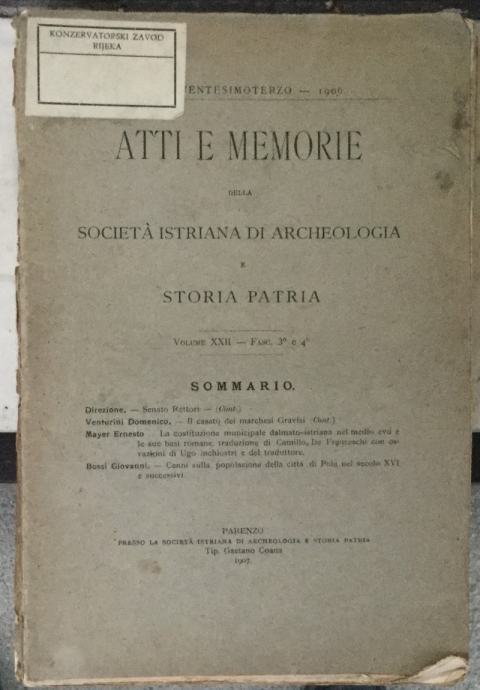 KONZERVATORSKI ZAVOD
RIJEKA
VENTESIMOTERZO — 1906
ATTI E MEMORIE
DELLA
SOCIETÀ ISTRIANA DI ARCHEOLOGIA
E
STORIA PATRIA
VOLUME XXII — FASC. 3º e 4º
SOMMARIO.
Direzione. — Senato Rettori — (Cont.)
Venturini Domenico. — Il casato dei marchesi Gravisi (Cont.)
Mayer Ernesto — La costituzione municipale dalmato-istriana nel medio evo e
le sue basi romane, traduzione di Camillo De Franceschi con os-
vazioni di Ugo Inchiostri e del traduttore.
Bossi Giovanni. — Cenni sulla popolazione della città di Pola nel secolo XVI
e successivi.
PARENZO
PRESSO LA SOCIETÀ ISTRIANA DI ARCHEOLOGIA E STORIA PATRIA
Tip. Gaetano Coana
1907.